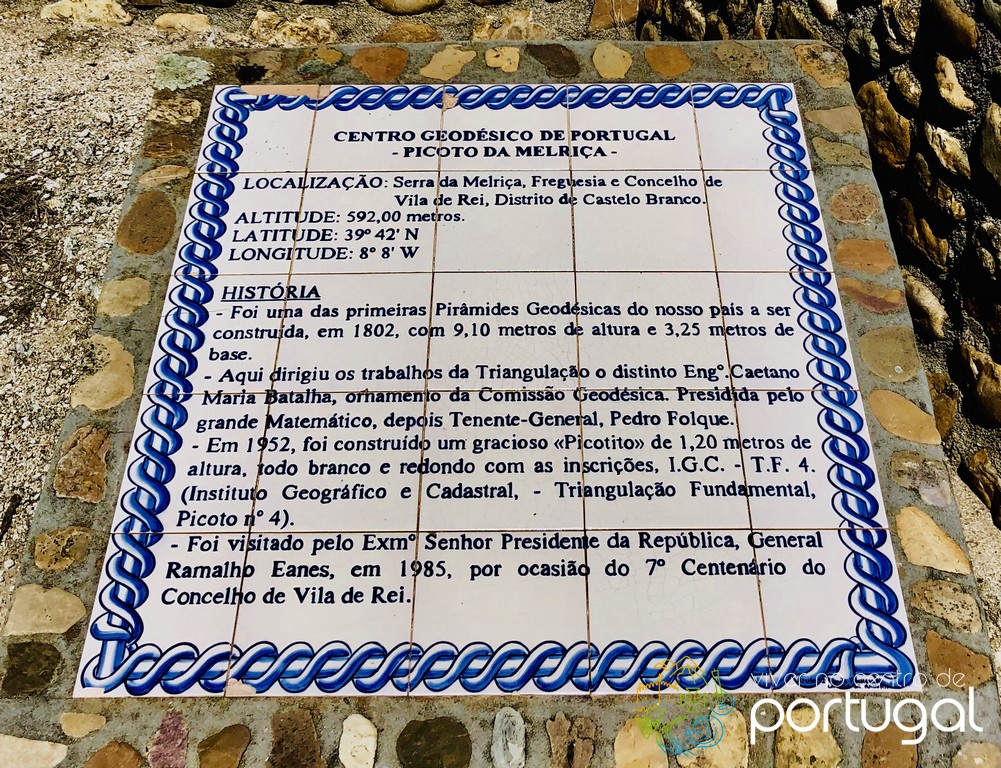 CENTRO GEODÉSICO DE PORTUGAL
- PICOTO DA MELRIÇA -
LOCALIZAÇÃO: Serra da Melriça, Freguesia e Concelho de
Vila de Rei, Distrito de Castelo Branco.
ALTITUDE: 592,00 metros.
LATITUDE: 39º 42' N
LONGITUDE: 8º 8' W
HISTÓRIA
- Foi uma das primeiras Pirâmides Geodésicas do nosso país a ser
construída, em 1802, com 9,10 metros de altura e 3,25 metros de
base.
- Aqui dirigiu os trabalhos da Triangulação o distinto Engº.Caetano
Maria Batalha, ornamento da Comissão Geodésica. Presidida pelo
grande Matemático, depois Tenente-General, Pedro Folque.
- Em 1952, foi construído um gracioso «Picotito» de 1,20 metros de
altura, todo branco e redondo com as inscrições, I.G.C. - T.F. 4.
(Instituto Geográfico e Cadastral, - Triangulação Fundamental,
Picoto nº 4).
- Foi visitado pelo Exmº Senhor Presidente da República, General
Ramalho Eanes, em 1985, por ocasião do 7º Centenário do
Concelho de Vila de Rei.
viver no centro de
portugal